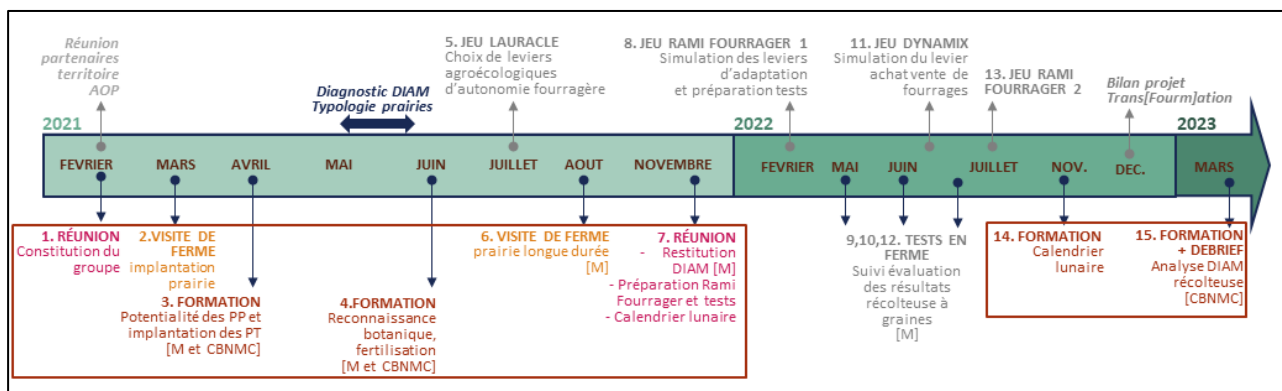 Réunion
partenaires
territoire
AOP
Diagnostic DIAM
Typologie prairies
5. JEU LAURACLE
Choix de leviers
agroécologiques
d'autonomie fourragère
8. JEU RAMI FOURRAGER 1
Simulation des leviers
d'adaptation
et préparation tests
11. JEU DYNAMIX
Simulation du levier
achat vente de
fourrages
13. JEU RAMI
FOURRAGER 2
Bilan projet
Trans[Fourm]ation
2021
2022
2023
FEVRIER
MARS
AVRIL
MAI
JUIN
JUILLET
AOUT
NOVEMBRE
FEVRIER
MAI
JUIN
JUILLET
NOV.
DEC.
MARS
1. RÉUNION
Constitution du
groupe
2.VISITE DE
FERME
implantation
prairie
3. FORMATION
Potentialité des PP et
implantation des PT
[M et CBNMC]
4.FORMATION
Reconnaissance
botanique,
fertilisation
[M et CBNMC]
6. VISITE DE FERME
prairie longue durée
[M]
7. RÉUNION
- Restitution
DIAM [M]
- Préparation Rami
Fourrager et tests
- Calendrier lunaire
9,10,12. TESTS EN
FERME
Suivi évaluation
des résultats
récolteuse à
graines
[M]
14. FORMATION
Calendrier
lunaire
15. FORMATION
+ DEBRIEF
Analyse DIAM
récolteuse
[CBNMC]